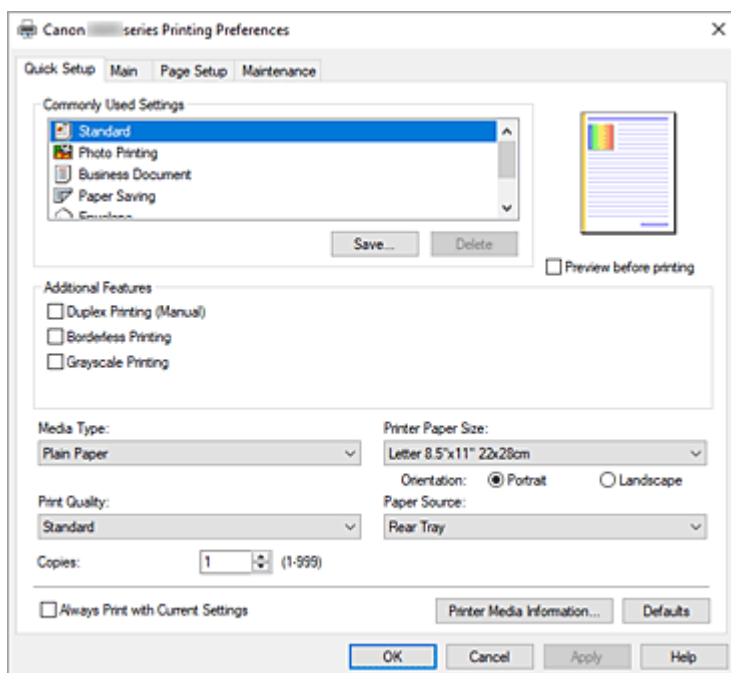 Canon series Printing Preferences
Quick Setup Main Page Setup Maintenance
Commonly Used Settings
Standard
Photo Printing
Business Document
Paper Saving
Envelope
Save... Delete
Preview before printing
Additional Features
Duplex Printing (Manual)
Borderless Printing
Grayscale Printing
Media Type: Printer Paper Size:
Plain Paper Letter 8.5"x11" 22x28cm
Orientation: Portrait Landscape
Print Quality: Paper Source:
Standard Rear Tray
Copies: 1 (1-999)
Always Print with Current Settings Printer Media Information... Defaults
OK Cancel Apply Help